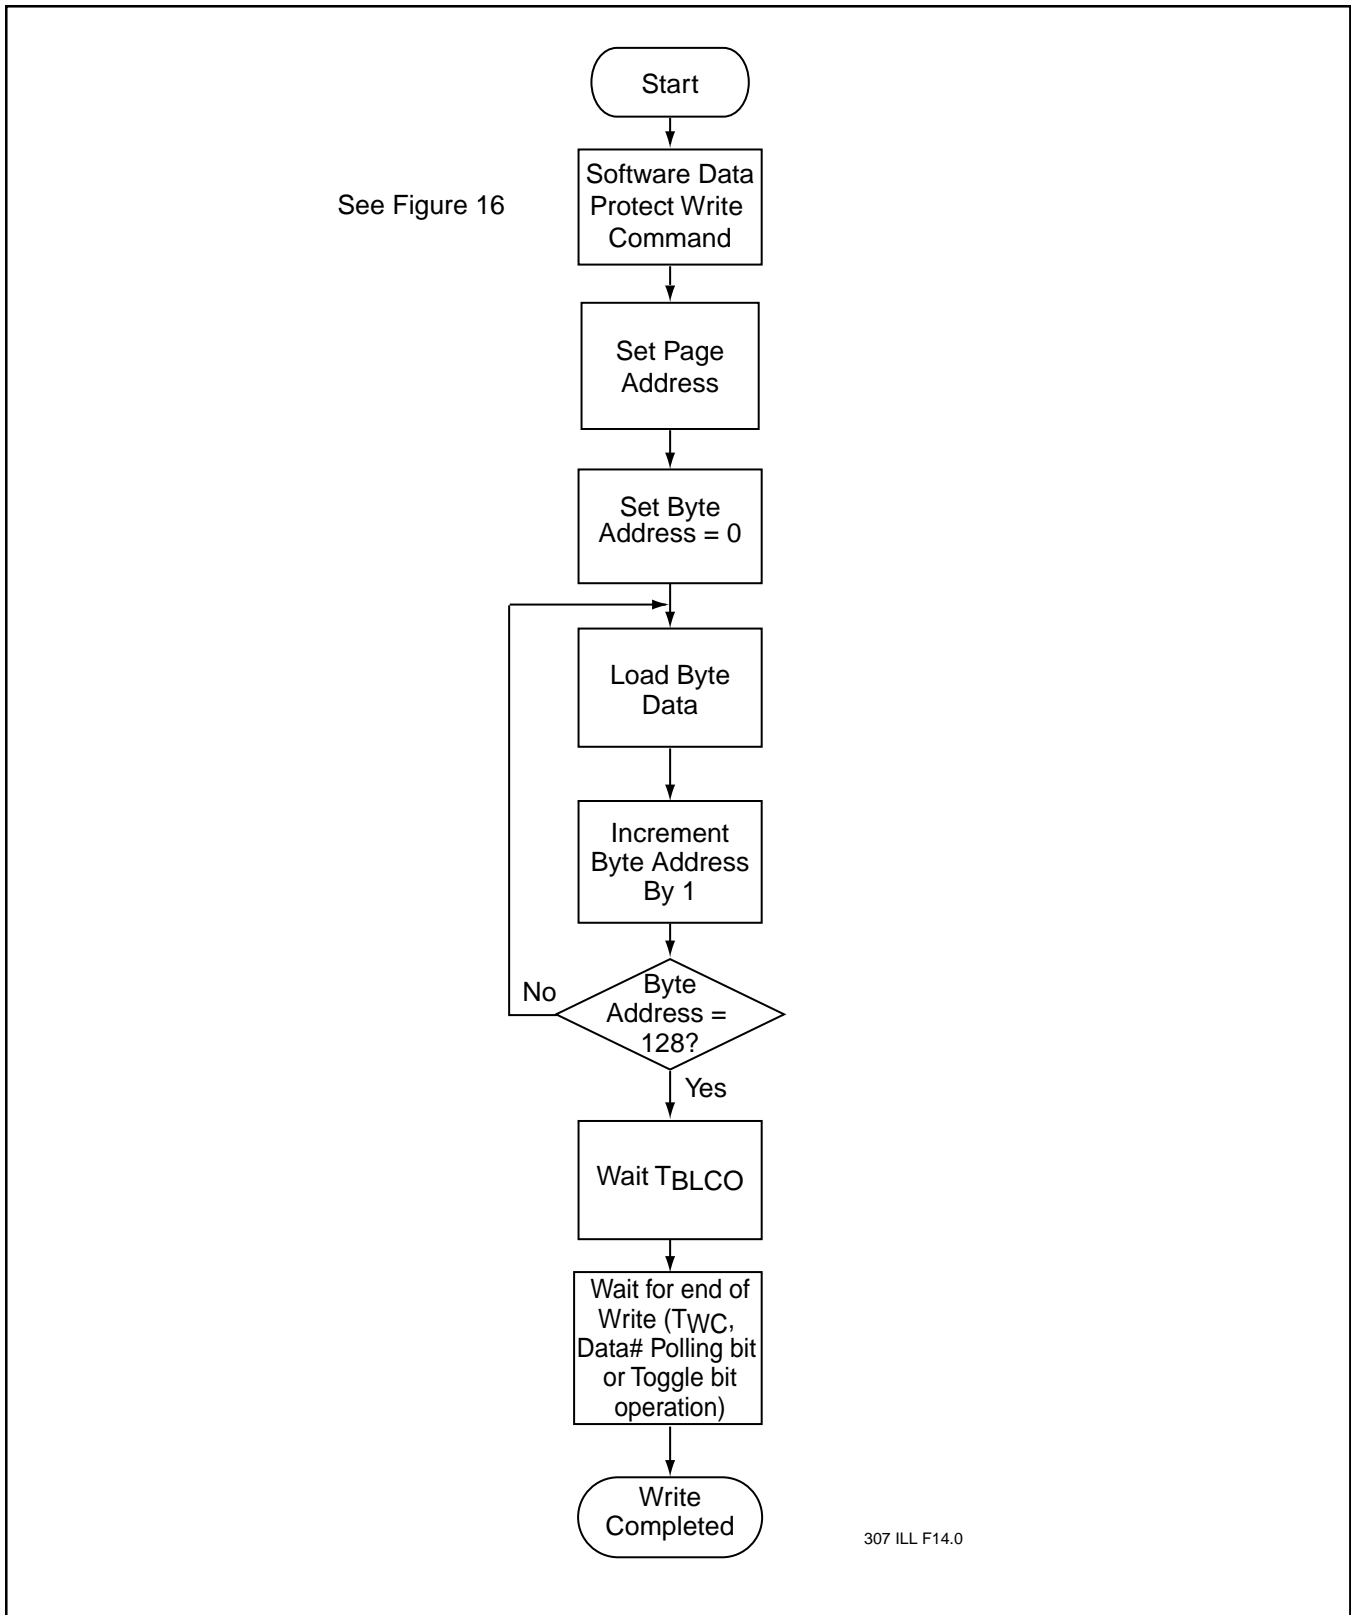 Start
See Figure 16
Software Data
Protect Write
Command
Set Page
Address
Set Byte
Address = 0
Load Byte
Data
Increment
Byte Address
By 1
No
Byte
Address =
128?
Yes
Wait TBLCO
Wait for end of
Write (TWC,
Data# Polling bit
or Toggle bit
operation)
Write
Completed
307 ILL F14.0